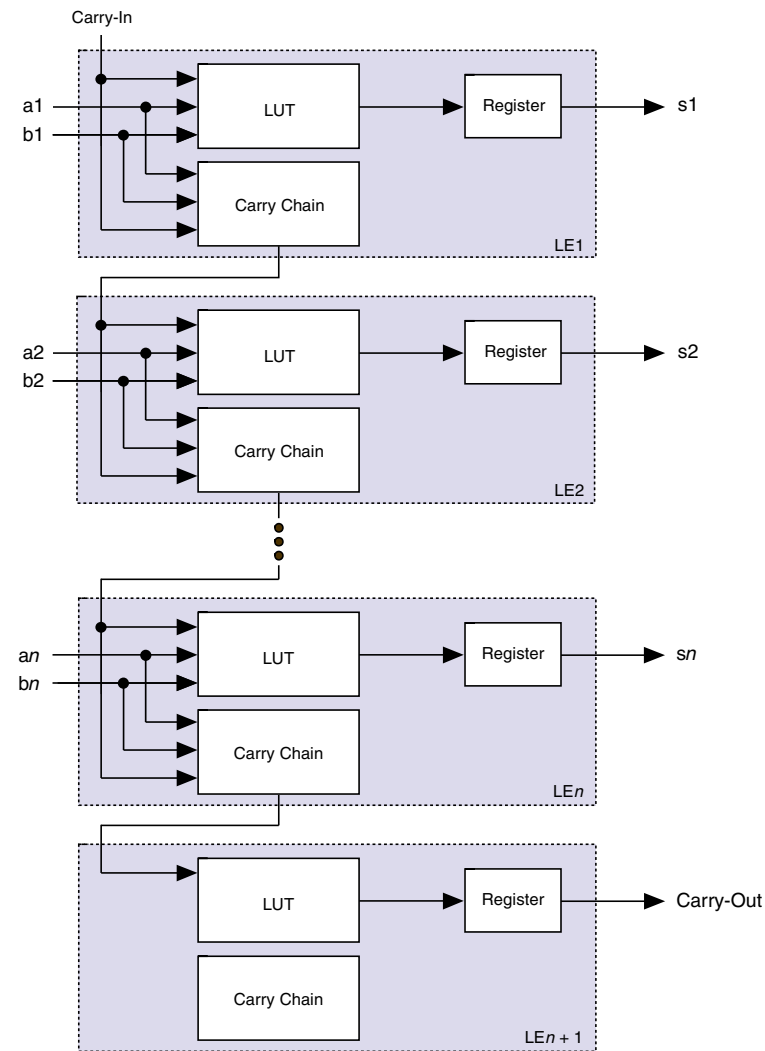 Carry-In
a1
b1
LUT
Register
s1
Carry Chain
LE1
a2
b2
LUT
Register
s2
Carry Chain
LE2
an
bn
LUT
Register
sn
Carry Chain
LEn
LUT
Register
Carry-Out
Carry Chain
LEn + 1